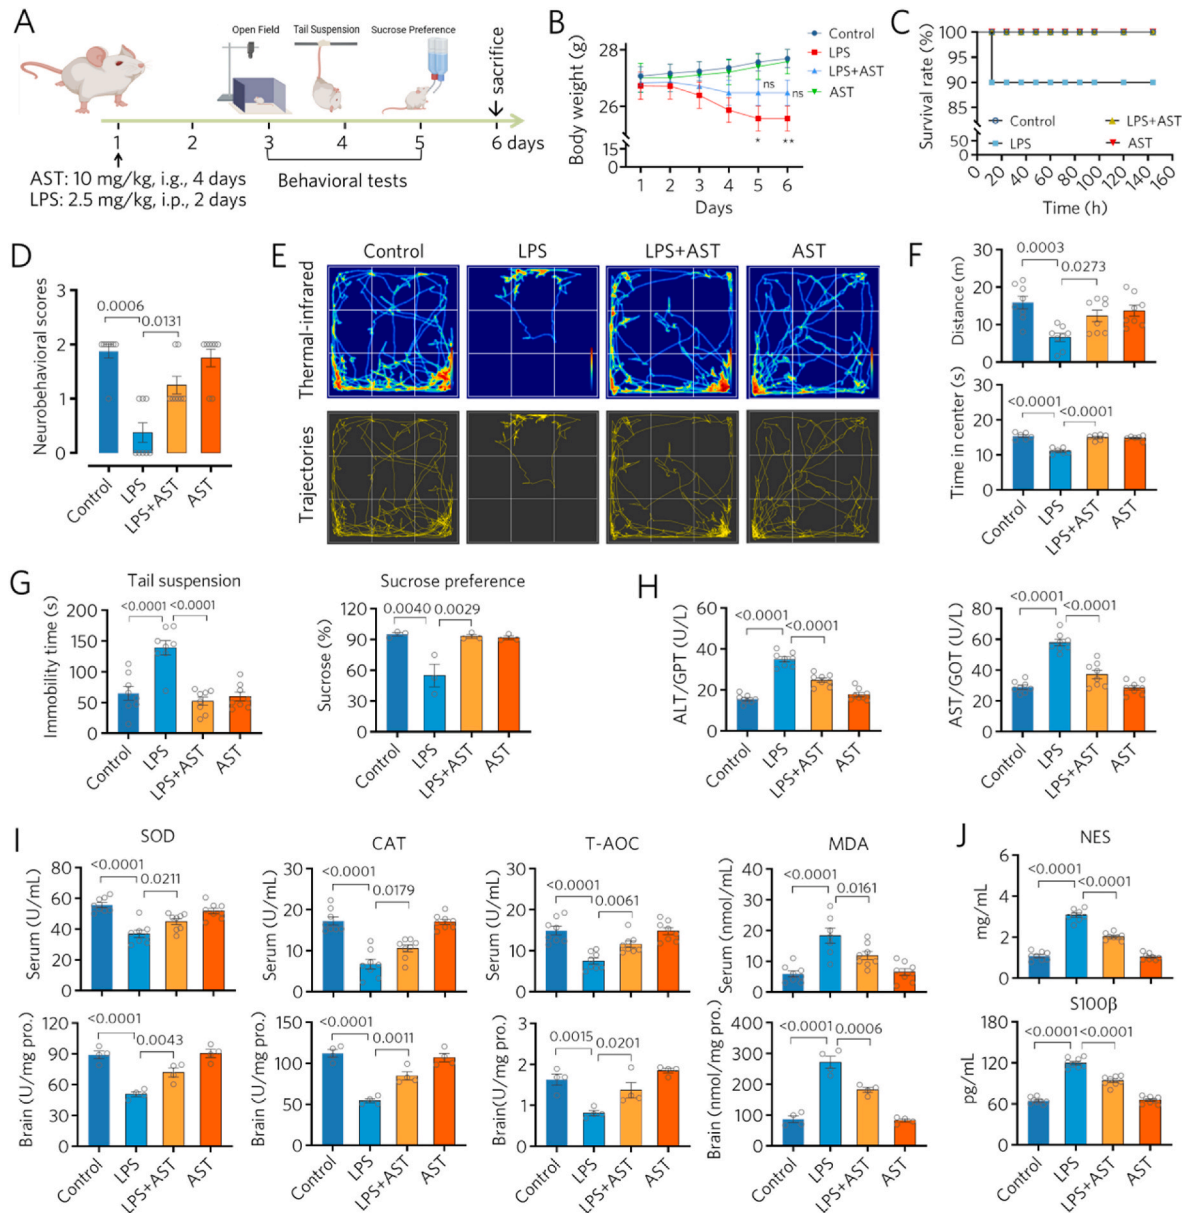 A
Open Field
Tail Suspension
Sucrose Preference
sacrifice
1 2 3 4 5 6 days
AST: 10 mg/kg, i.g., 4 days
LPS: 2.5 mg/kg, i.p., 2 days
Behavioral tests
B
Body weight (g)
28
26
15
0
Control
LPS
LPS+AST
AST
ns
ns
*
**
1 2 3 4 5 6
Days
C
Survival rate (%)
100
95
90
85
50
0
Control
LPS
LPS+AST
AST
0 20 40 60 80 100 120 140 160
Time (h)
D
Neurobehavioral scores
3
2
1
0
0.0006
0.0131
Control
LPS
LPS+AST
AST
E
Control
LPS
LPS+AST
AST
Thermal-infrared
Trajectories
F
Distance (m)
30
20
10
0
0.0003
0.0273
Time in center (s)
30
20
10
0
<0.0001
<0.0001
Control
LPS
LPS+AST
AST
G
Tail suspension
Immobility time (s)
200
150
100
50
0
<0.0001
<0.0001
Control
LPS
LPS+AST
AST
Sucrose preference
Sucrose (%)
120
90
60
30
0
0.0040
0.0029
Control
LPS
LPS+AST
AST
H
ALT/GPT (U/L)
60
40
20
0
<0.0001
<0.0001
Control
LPS
LPS+AST
AST
AST/GOT (U/L)
80
60
40
20
0
<0.0001
<0.0001
Control
LPS
LPS+AST
AST
I
SOD
Serum (U/mL)
80
60
40
20
0
<0.0001
0.0211
Brain (U/mg pro.)
120
90
60
30
0
<0.0001
0.0043
Control
LPS
LPS+AST
AST
CAT
Serum (U/mL)
30
20
10
0
<0.0001
0.0179
Brain (U/mg pro.)
150
100
50
0
<0.0001
0.0011
Control
LPS
LPS+AST
AST
T-AOC
Serum (U/mL)
30
20
10
0
<0.0001
0.0061
Brain(U/mg pro.)
3
2
1
0
0.0015
0.0201
Control
LPS
LPS+AST
AST
MDA
Serum (nmol/mL)
40
30
20
10
0
<0.0001
0.0161
Brain (nmol/mg pro.)
400
300
200
100
0
<0.0001
0.0006
Control
LPS
LPS+AST
AST
J
NES
mg/mL
6
4
2
0
<0.0001
<0.0001
S100β
pg/mL
180
120
60
0
<0.0001
<0.0001
Control
LPS
LPS+AST
AST